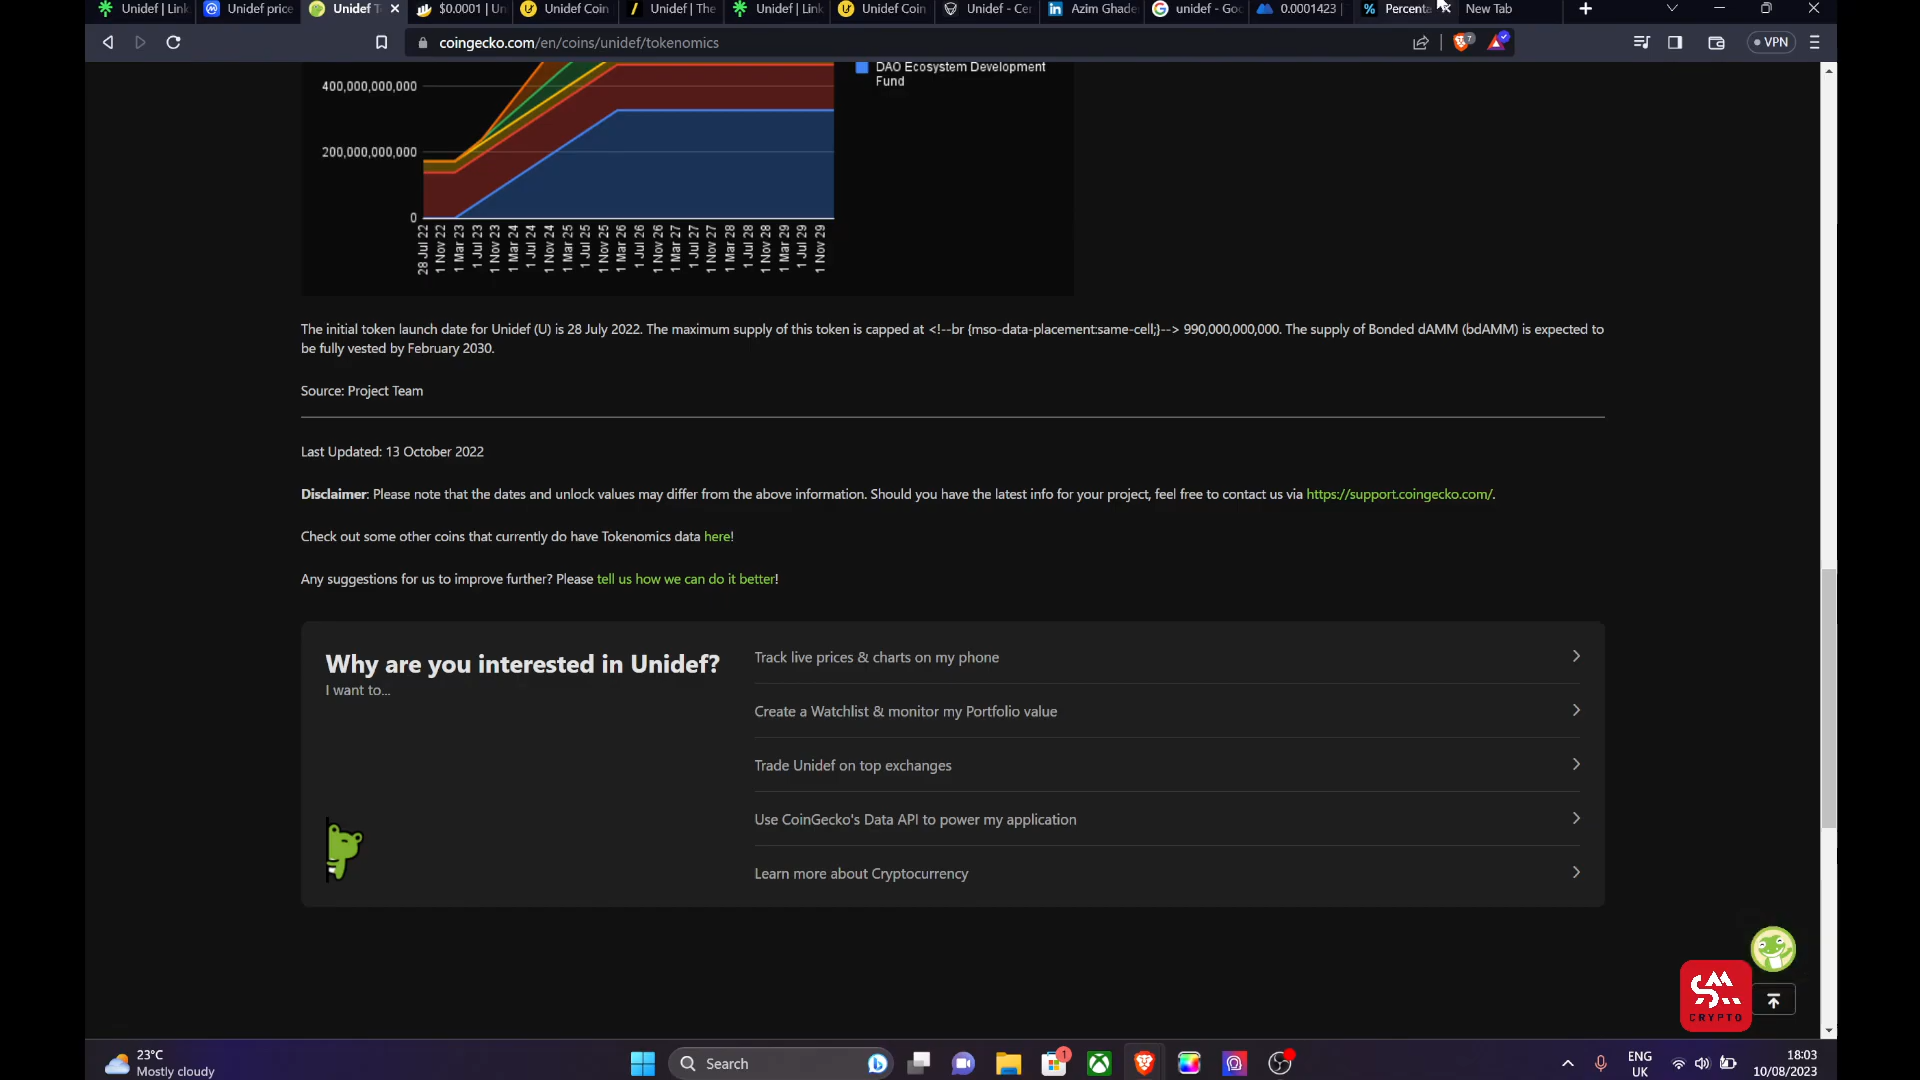 Unidef | Link
Unidef price
Unidef T
$0.0001 | Un
Unidef Coin
Unidef | The
Unidef | Link
Unidef Coin
Unidef - Cer
Azim Ghade
unidef - Goo
0.0001423 |
Percenta
New Tab
coingecko.com/en/coins/unidef/tokenomics
7
VPN
400,000,000,000
200,000,000,000
0
28 Jul 22
1 Nov 22
1 Mar 23
1 Jul 23
1 Nov 23
1 Mar 24
1 Jul 24
1 Nov 24
1 Mar 25
1 Jul 25
1 Nov 25
1 Mar 26
1 Jul 26
1 Nov 26
1 Mar 27
1 Jul 27
1 Nov 27
1 Mar 28
1 Jul 28
1 Nov 28
1 Mar 29
1 Jul 29
1 Nov 29
DAO Ecosystem Development
Fund
The initial token launch date for Unidef (U) is 28 July 2022. The maximum supply of this token is capped at <!--br {mso-data-placement:same-cell;}--> 990,000,000,000. The supply of Bonded dAMM (bdAMM) is expected to
be fully vested by February 2030.
Source: Project Team
Last Updated: 13 October 2022
Disclaimer: Please note that the dates and unlock values may differ from the above information. Should you have the latest info for your project, feel free to contact us via https://support.coingecko.com/.
Check out some other coins that currently do have Tokenomics data here!
Any suggestions for us to improve further? Please tell us how we can do it better!
Why are you interested in Unidef?
I want to...
Track live prices & charts on my phone
Create a Watchlist & monitor my Portfolio value
Trade Unidef on top exchanges
Use CoinGecko's Data API to power my application
Learn more about Cryptocurrency
CRYPTO
23°C
Mostly cloudy
Search
1
ENG
UK
18:03
10/08/2023